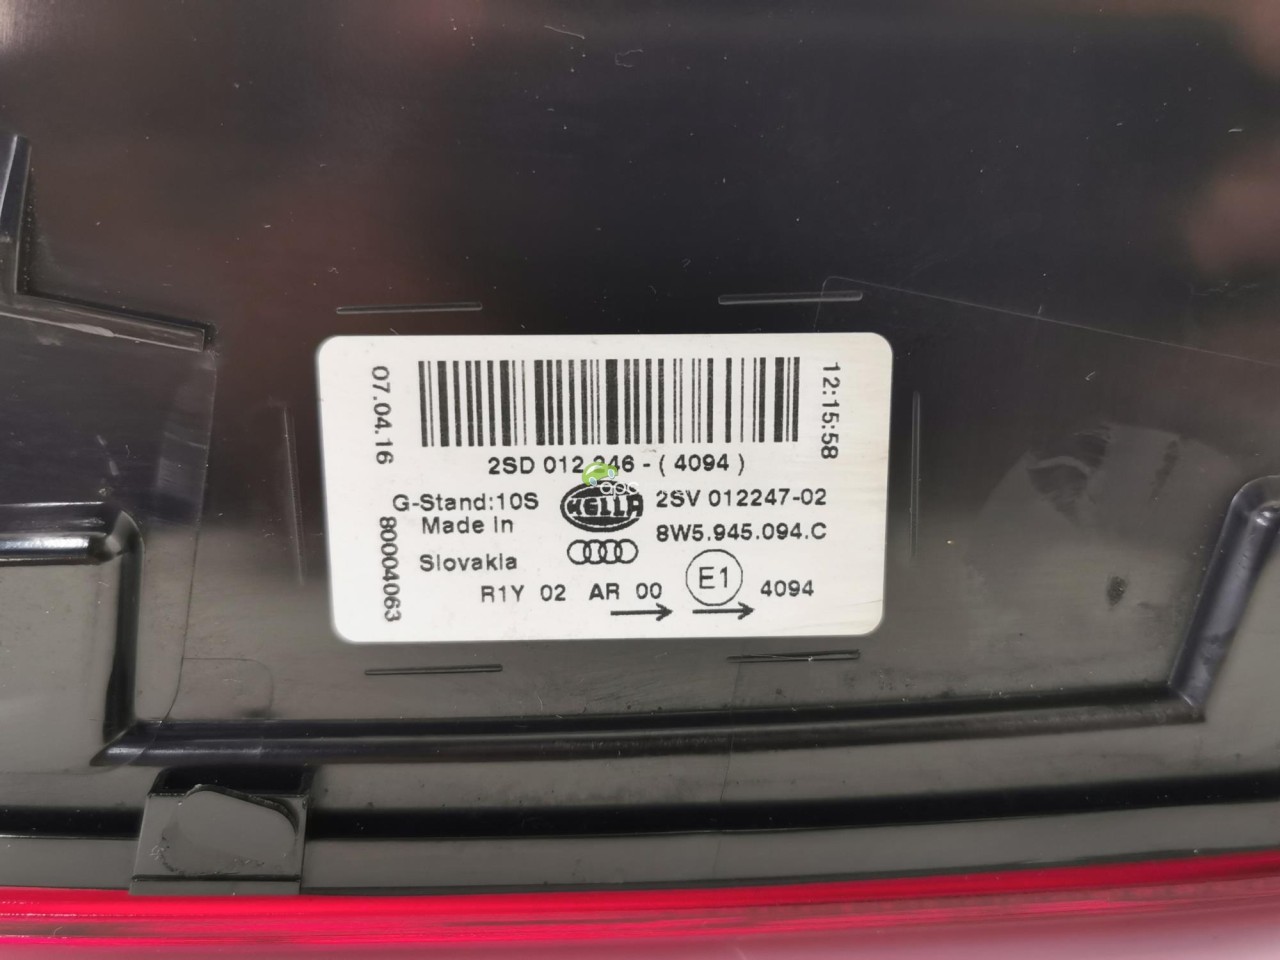 07.04.16
12:15:58
2SD 012 246-(4094)
G-Stand:10S
HELLA
2SV 012247-02
Made in
8W5.945.094.C
Slovakia
80004063
R1Y 02 AR 00 E1 4094
apc